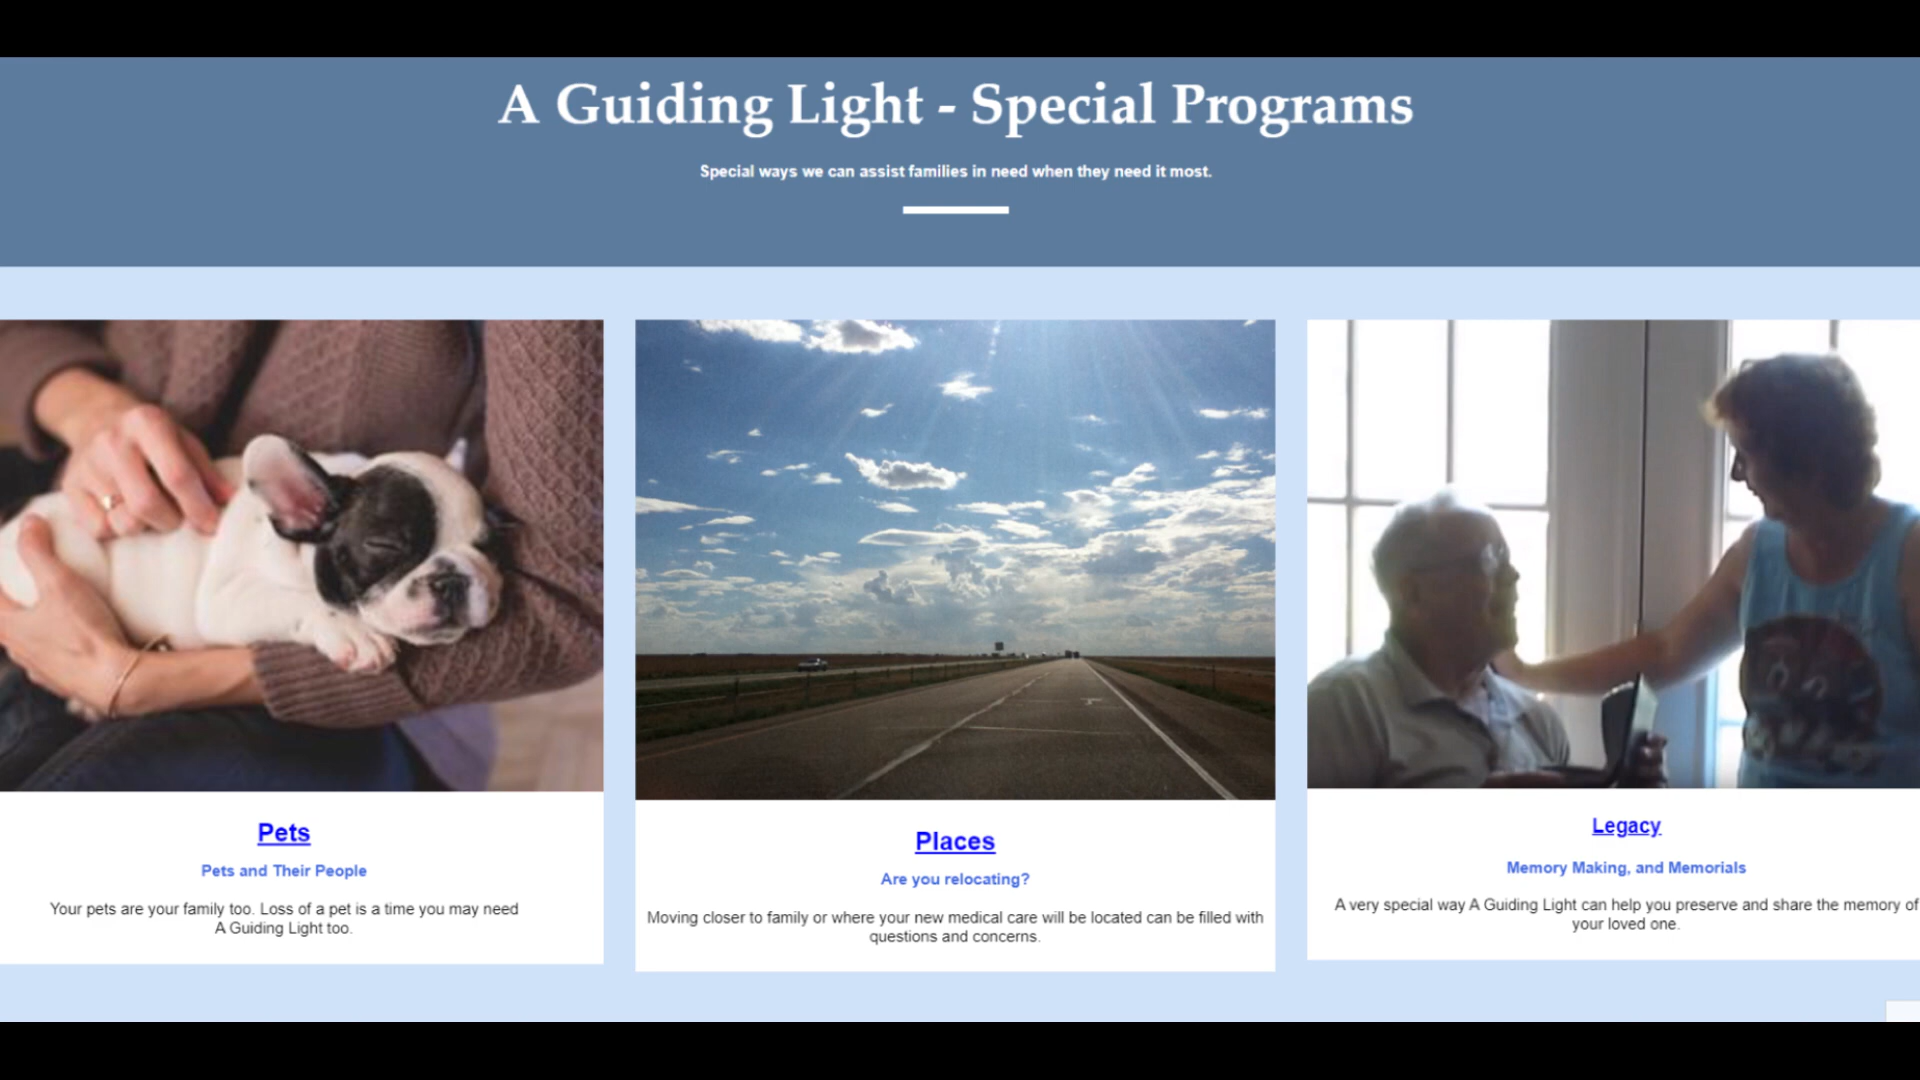 A Guiding Light - Special Programs
Special ways we can assist families in need when they need it most.
Pets
Pets and Their People
Your pets are your family too. Loss of a pet is a time you may need
A Guiding Light too.
Places
Are you relocating?
Moving closer to family or where your new medical care will be located can be filled with
questions and concerns.
Legacy
Memory Making, and Memorials
A very special way A Guiding Light can help you preserve and share the memory of
your loved one.